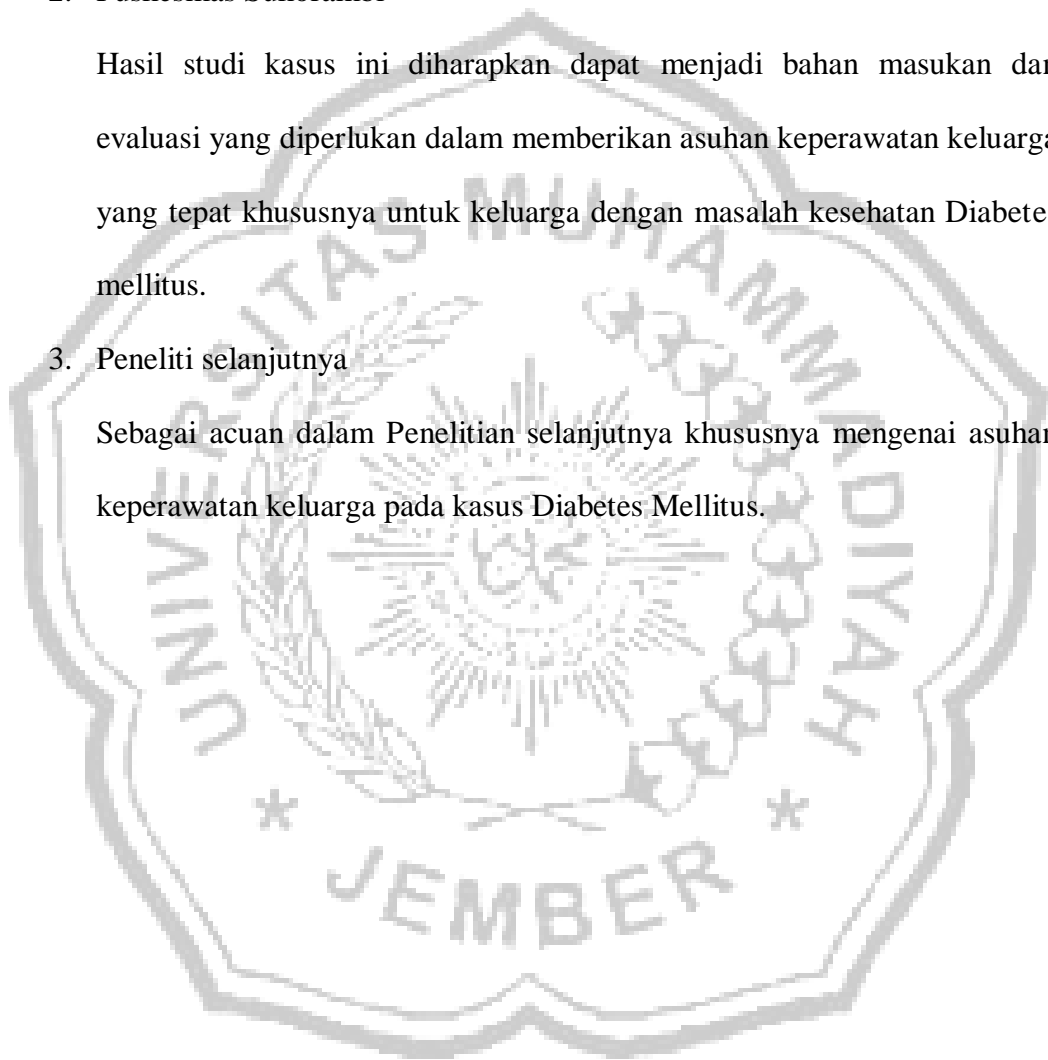 2.
Hasil studi kasus ini diharapkan dapat menjadi bahan masukan dan
evaluasi yang diperlukan dalam memberikan asuhan keperawatan keluarga
yang tepat khususnya untuk keluarga dengan masalah kesehatan Diabete
mellitus.
3. Peneliti selanjutnya
Sebagai acuan dalam Penelitian selanjutnya khususnya mengenai asuhan
keperawatan keluarga pada kasus Diabetes Mellitus.
UNIVERSITAS MUHAMMADIYAH
* JEMBER *